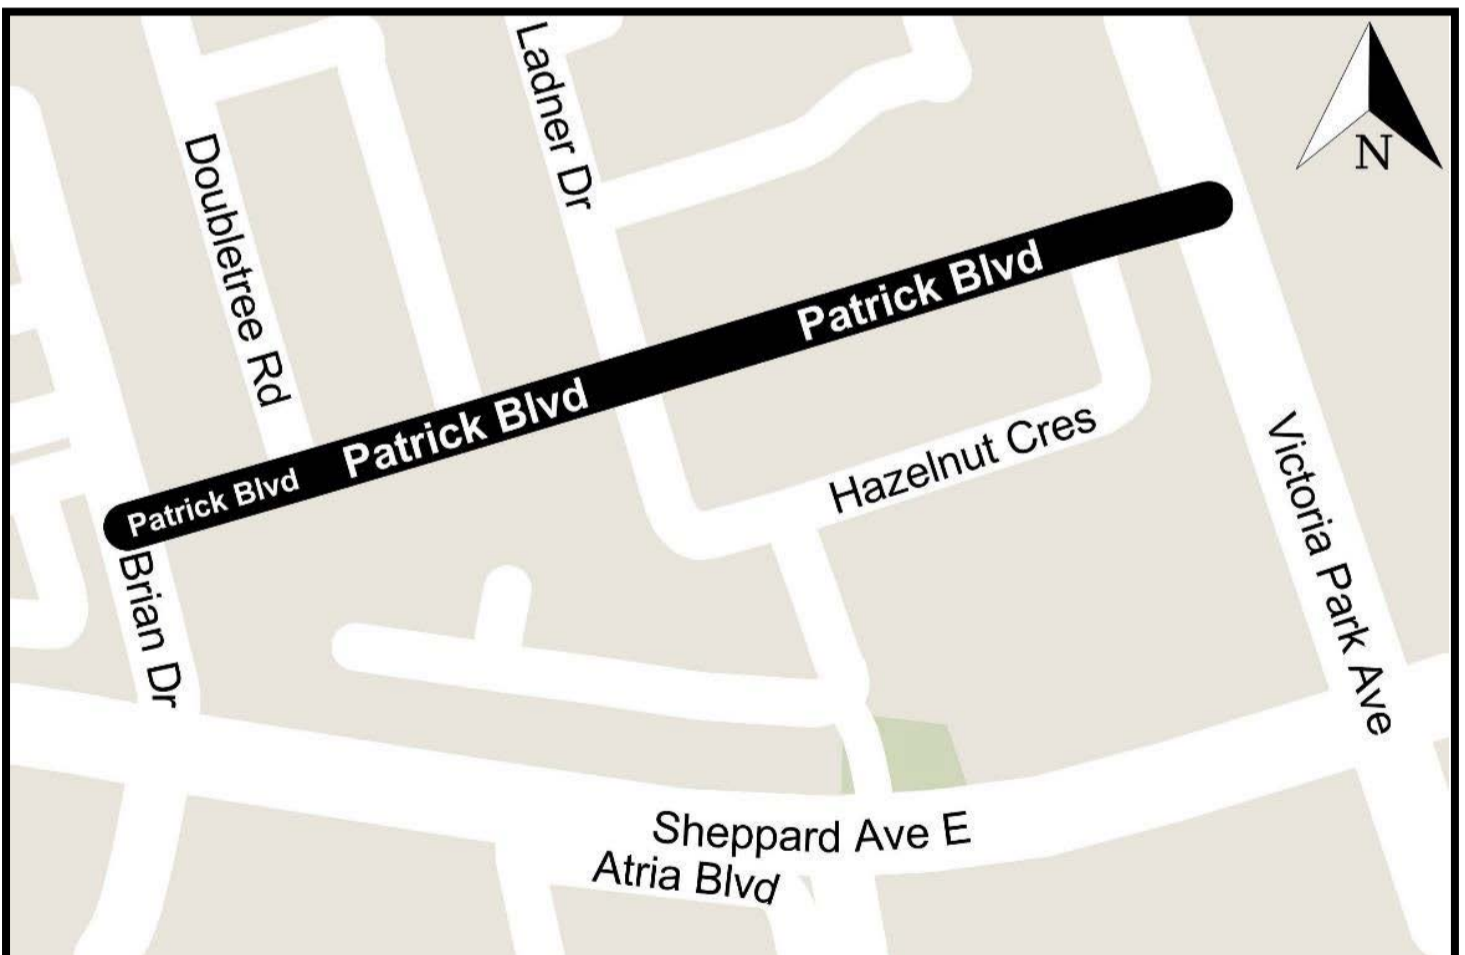 Ladner Dr
N
Doubletree Rd
Patrick Blvd
Patrick Blvd
Patrick Blvd
Hazelnut Cres
Victoria Park Ave
Brian Dr
Sheppard Ave E
Atria Blvd